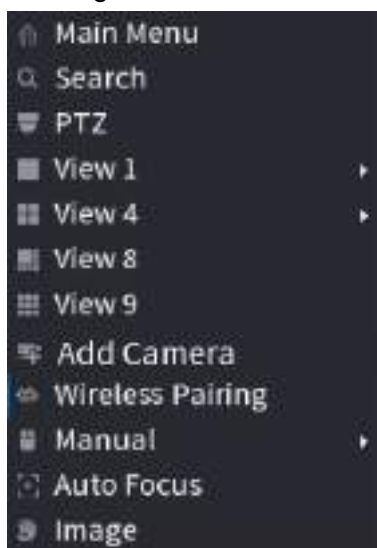 Main Menu
Search
PTZ
View 1
View 4
View 8
View 9
Add Camera
Wireless Pairing
Manual
Auto Focus
Image